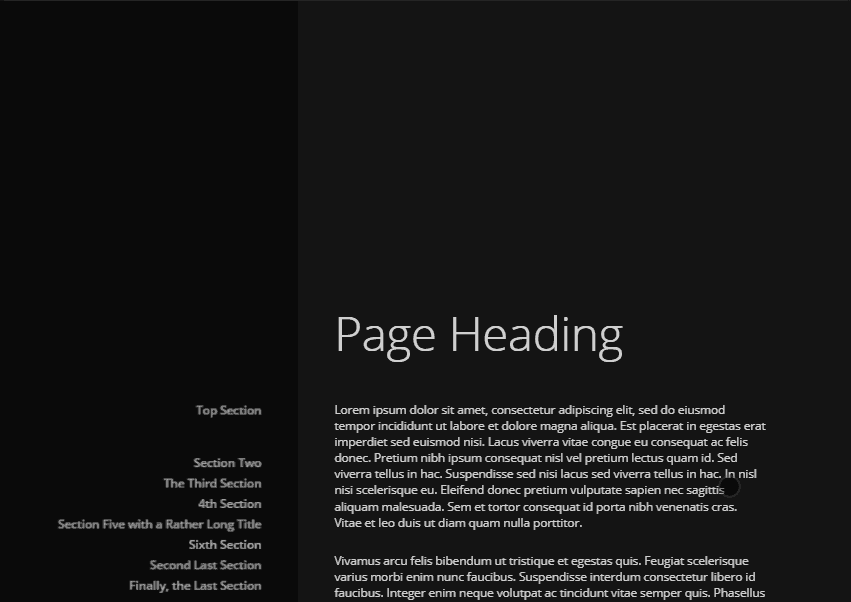 Page Heading
Top Section
Section Two
The Third Section
4th Section
Section Five with a Rather Long Title
Sixth Section
Second Last Section
Finally, the Last Section
Lorem ipsum dolor sit amet, consectetur adipiscing elit, sed do eiusmod
tempor incididunt ut labore et dolore magna aliqua. Est placerat in egestas erat
imperdiet sed euismod nisi. Lacus viverra vitae congue eu consequat ac felis
donec. Pretium nibh ipsum consequat nisl vel pretium lectus quam id. Sed
viverra tellus in hac. Suspendisse sed nisi lacus sed viverra tellus in hac. In nisl
nisi scelerisque eu. Eleifend donec pretium vulputate sapien nec sagittis
aliquam malesuada. Sem et tortor consequat id porta nibh venenatis cras.
Vitae et leo duis ut diam quam nulla porttitor.
Vivamus arcu felis bibendum ut tristique et egestas quis. Feugiat scelerisque
varius morbi enim nunc faucibus. Suspendisse interdum consectetur libero id
faucibus. Integer enim neque volutpat ac tincidunt vitae semper quis. Phasellus